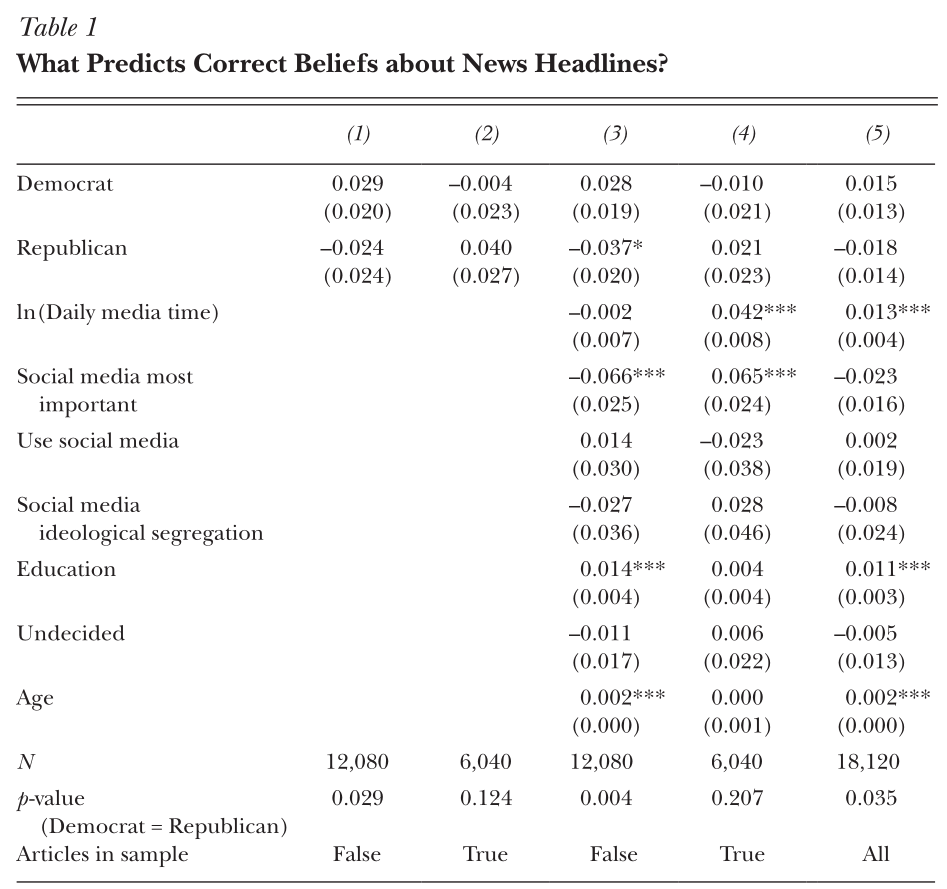 Table 1
What Predicts Correct Beliefs about News Headlines?
(1) (2) (3) (4) (5)
Democrat 0.029 –0.004 0.028 –0.010 0.015
(0.020) (0.023) (0.019) (0.021) (0.013)
Republican –0.024 0.040 –0.037* 0.021 –0.018
(0.024) (0.027) (0.020) (0.023) (0.014)
ln(Daily media time) –0.002 0.042*** 0.013***
(0.007) (0.008) (0.004)
Social media most –0.066*** 0.065*** –0.023
important (0.025) (0.024) (0.016)
Use social media 0.014 –0.023 0.002
(0.030) (0.038) (0.019)
Social media –0.027 0.028 –0.008
ideological segregation (0.036) (0.046) (0.024)
Education 0.014*** 0.004 0.011***
(0.004) (0.004) (0.003)
Undecided –0.011 0.006 –0.005
(0.017) (0.022) (0.013)
Age 0.002*** 0.000 0.002***
(0.000) (0.001) (0.000)
N 12,080 6,040 12,080 6,040 18,120
p-value 0.029 0.124 0.004 0.207 0.035
(Democrat = Republican)
Articles in sample False True False True All